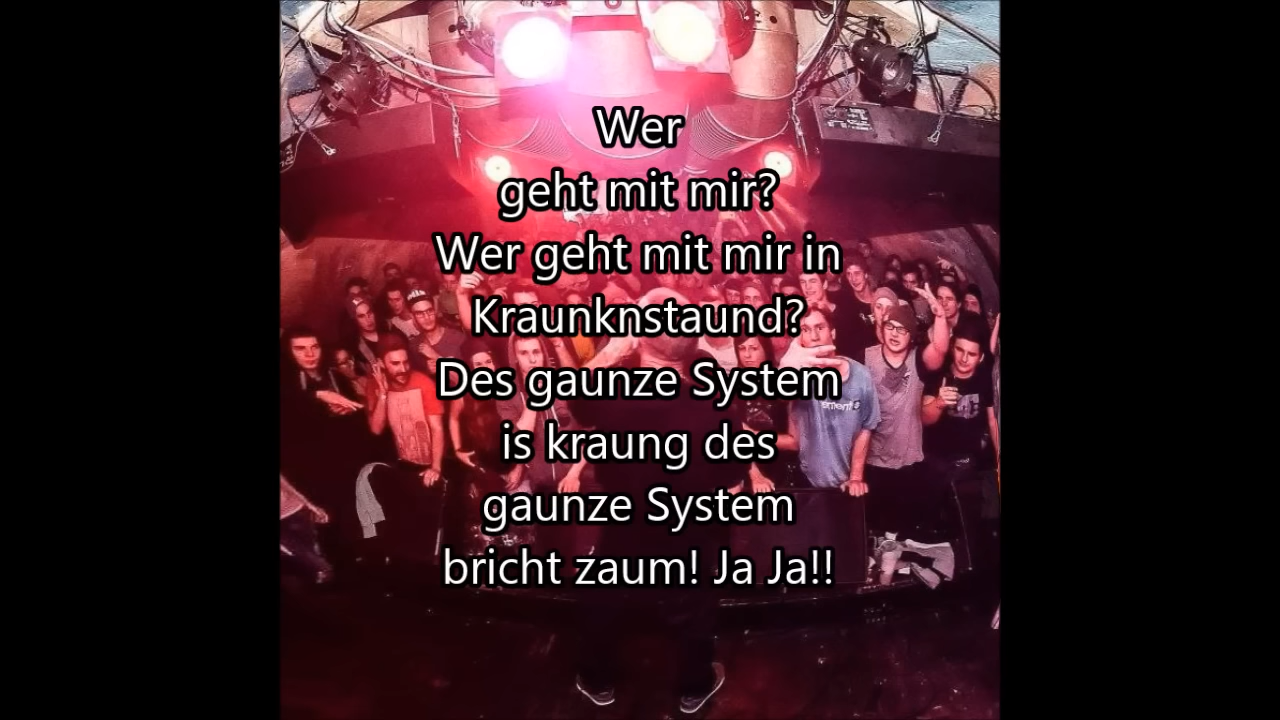 Wer
geht mit mir?
Wer geht mit mir in
Kraunknstaund?
Des gaunze System
is kraung des
gaunze System
bricht zaum! Ja Ja!!